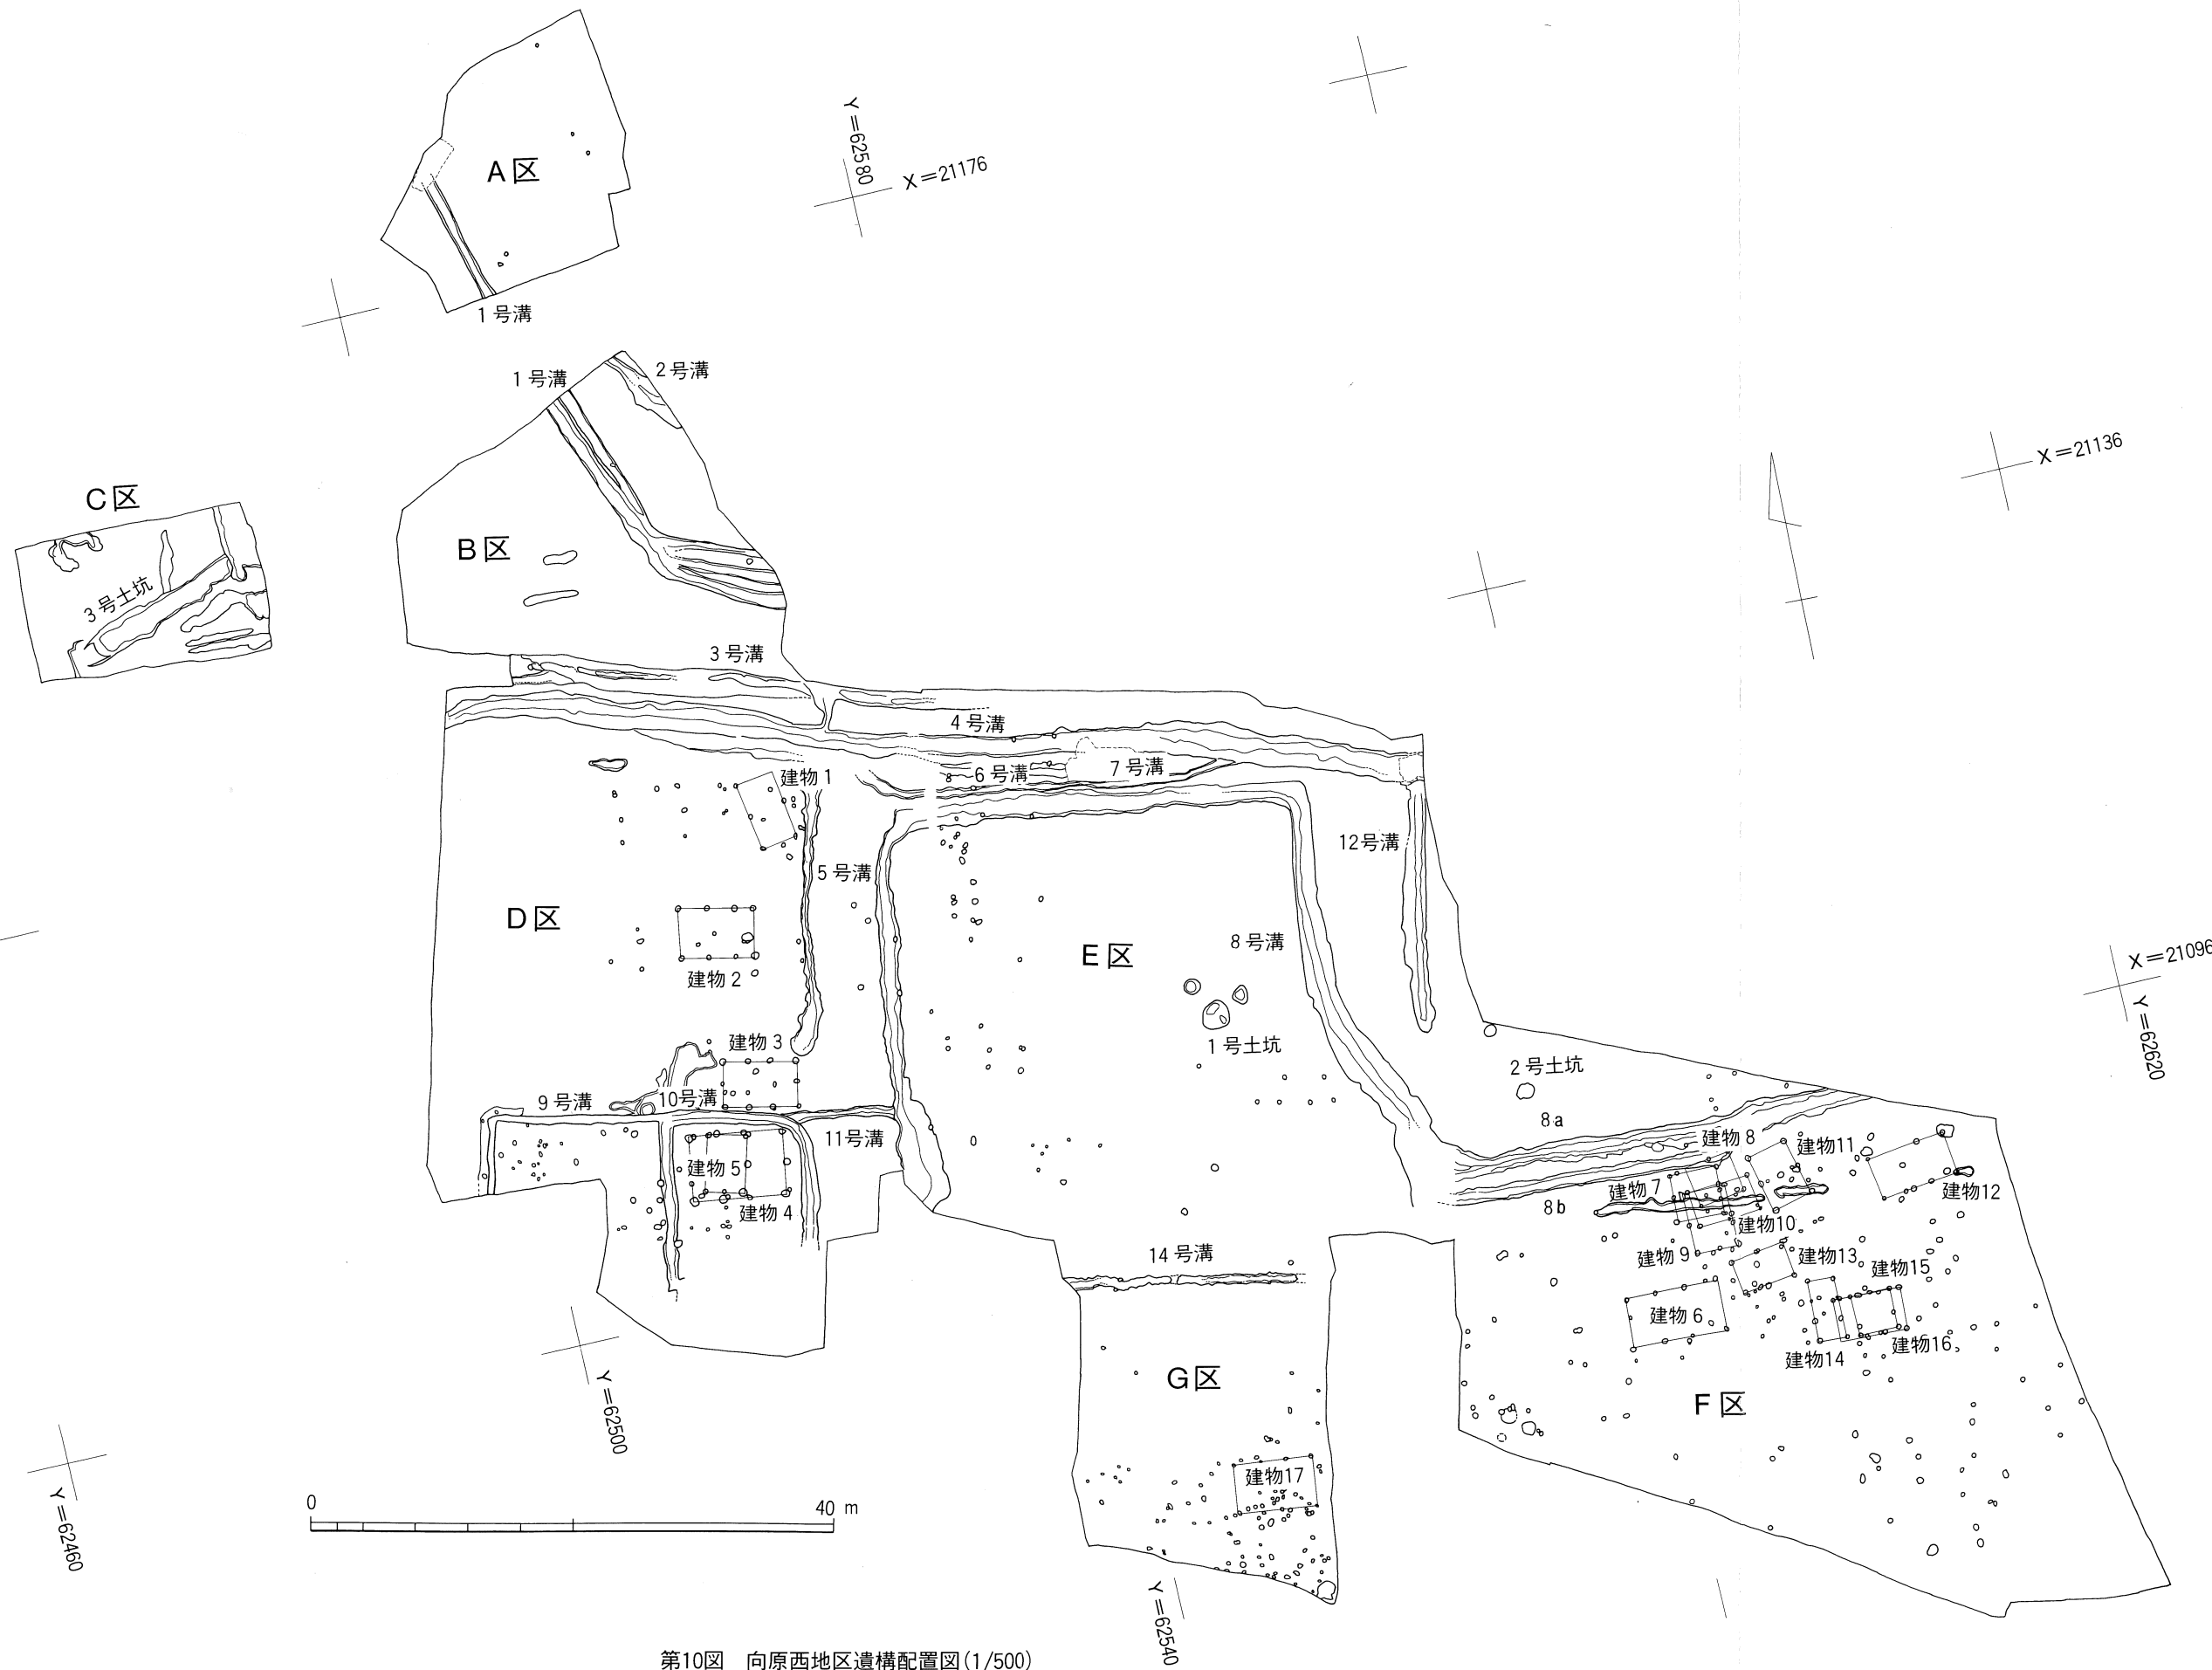 A区
Y=62580
X=21176
1号溝
1号溝
2号溝
X=21136
C区
B区
3号土坑
3号溝
4号溝
6号溝
7号溝
建物1
12号溝
5号溝
D区
E区
8号溝
X=21096
Y=62620
建物2
建物3
1号土坑
2号土坑
9号溝
10号溝
11号溝
8a
建物8
建物11
建物5
建物7
建物12
建物4
8b
建物10
14号溝
建物9
建物13
建物15
建物6
建物16
建物14
G区
F区
Y=62500
建物17
Y=62460
0
40 m
Y=62540
第10図 向原西地区遺構配置図(1/500)